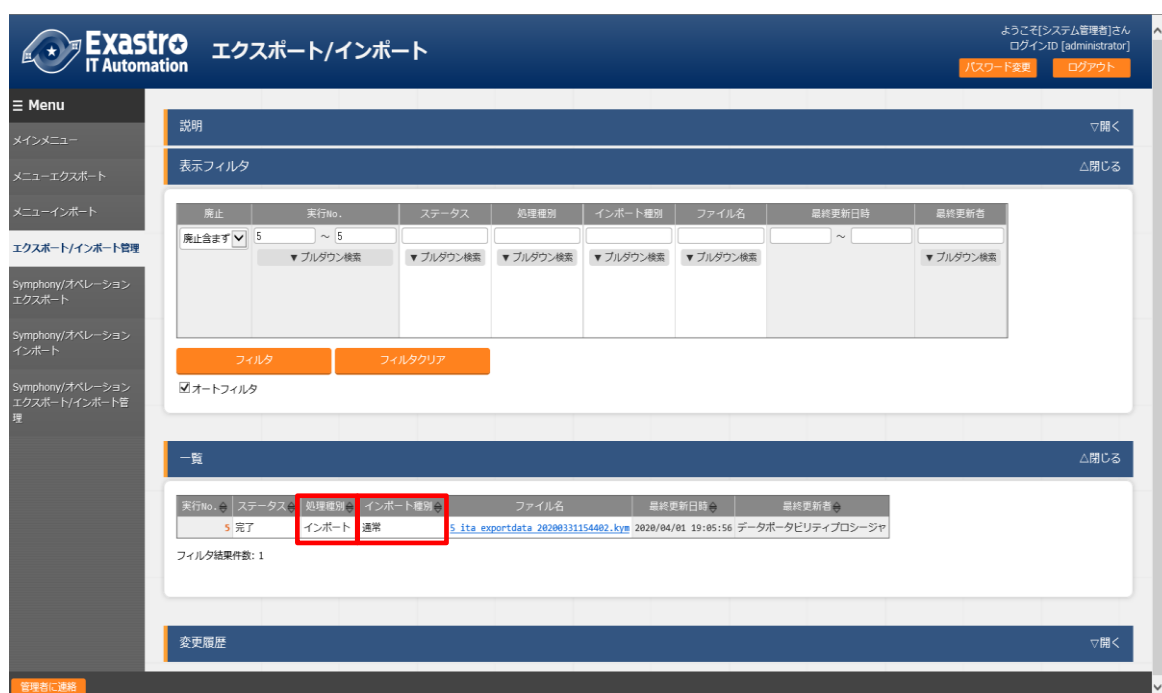 Exastro
IT Automation
エクスポート/インポート
ようこそ[システム管理者]さん
ログインID [administrator]
パスワード変更 ログアウト
☰ Menu
メインメニュー
メニューエクスポート
メニューインポート
エクスポート/インポート管理
Symphony/オペレーション
エクスポート
Symphony/オペレーション
インポート
Symphony/オペレーション
エクスポート/インポート管
理
説明 ▽開く
表示フィルタ △閉じる
廃止 実行No. ステータス 処理種別 インポート種別 ファイル名 最終更新日時 最終更新者
廃止含まず 5 ～ 5 ～
▼ プルダウン検索 ▼ プルダウン検索 ▼ プルダウン検索 ▼ プルダウン検索 ▼ プルダウン検索 ▼ プルダウン検索
フィルタ フィルタクリア
オートフィルタ
一覧 △閉じる
実行No. ステータス 処理種別 インポート種別 ファイル名 最終更新日時 最終更新者
5 完了 インポート 通常 5_ita_exportdata_20200331154402.kym 2020/04/01 19:05:56 データポータビリティプロシージャ
フィルタ結果件数: 1
変更履歴 ▽開く
管理者に連絡